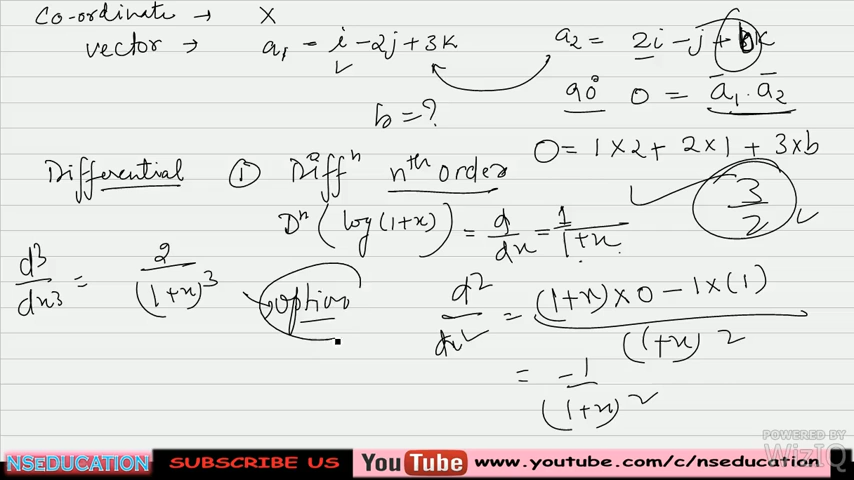 Co-ordinate → X
vector → a₁ = i - 2j + 3k
a₂ = 2i - j + bk
90° 0 = a̅₁ . a̅₂
b = ?
0 = 1 × 2 + 2 × 1 + 3 × b
3/2
Differential ① Diffⁿ nᵗʰ order
Dⁿ (log(1+x)) = d/dx = 1/(1+x)
d³/dx³ = 2/(1+x)³
option
d²/dx² = ((1+x) × 0 - 1 × (1))/((1+x)2
= -1/(1+x)²
POWERED BY
WizIQ
NSEDUCATION SUBSCRIBE US YouTube www.youtube.com/c/nseducation